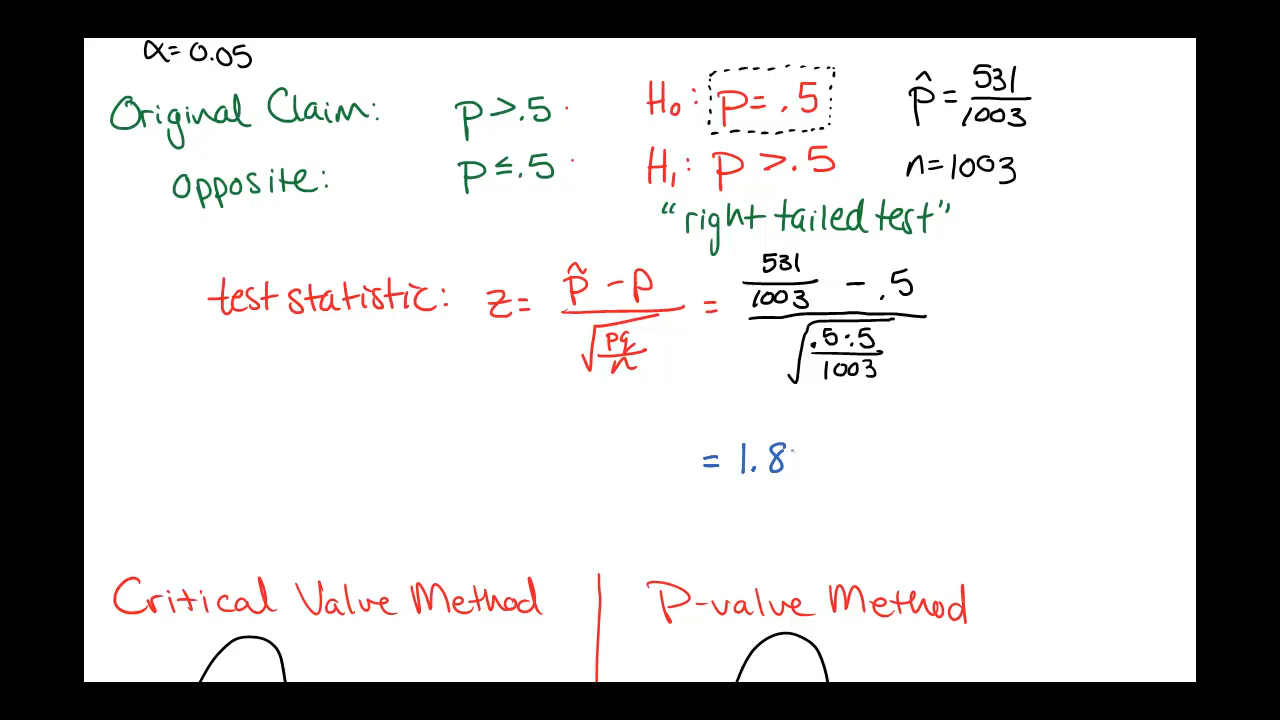 α = 0.05
Original Claim: p > .5
opposite: p ≤ .5
H₀: p = .5
H₁: p > .5
"right tailed test"
p̂ = 531/1003
n = 1003
test statistic: z = (p̂ - p)/√(pq/n) = (531/1003 - .5)/√(.5·.5/1003)
= 1.8
Critical Value Method
P-value Method